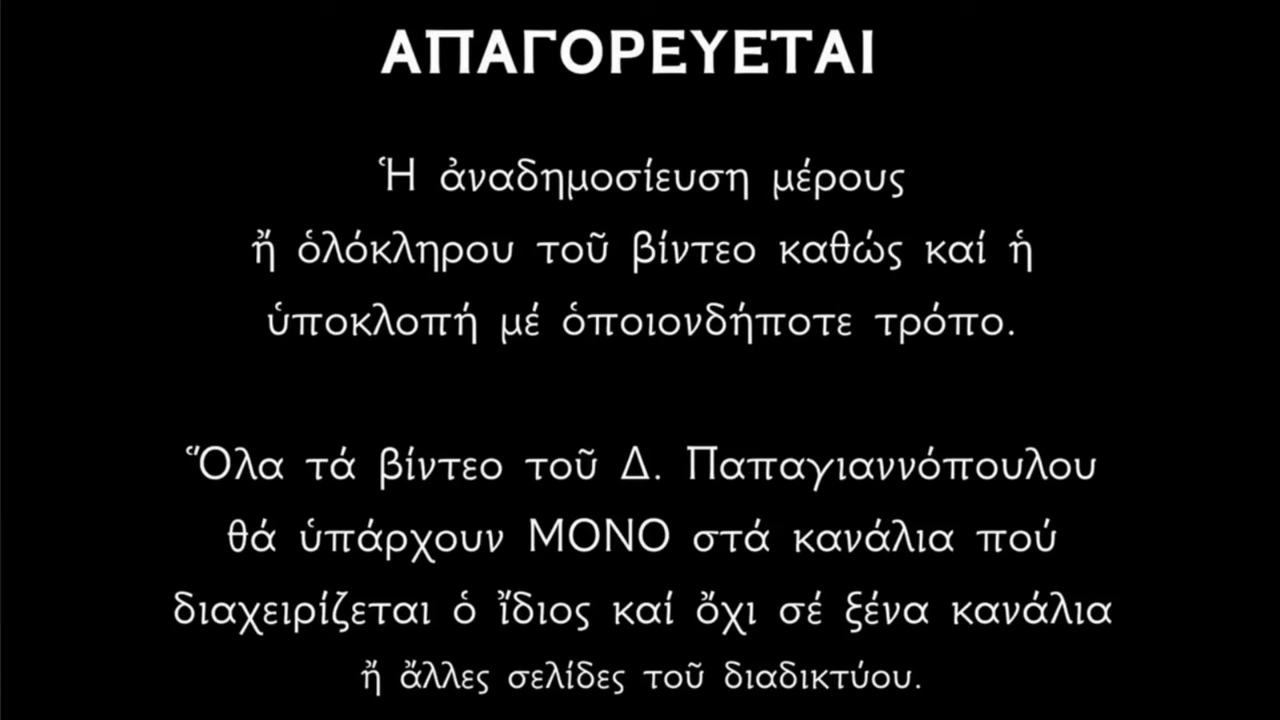 ΑΠΑΓΟΡΕΥΕΤΑΙ
Ἡ ἀναδημοσίευση μέρους
ἤ ὁλόκληρου τοῦ βίντεο καθώς καί ἡ
ὑποκλοπή μέ ὁποιονδήποτε τρόπο.
Ὅλα τά βίντεο τοῦ Δ. Παπαγιαννόπουλου
θά ὑπάρχουν ΜΟΝΟ στά κανάλια πού
διαχειρίζεται ὁ ἴδιος καί ὄχι σέ ξένα κανάλια
ἤ ἄλλες σελίδες τοῦ διαδικτύου.